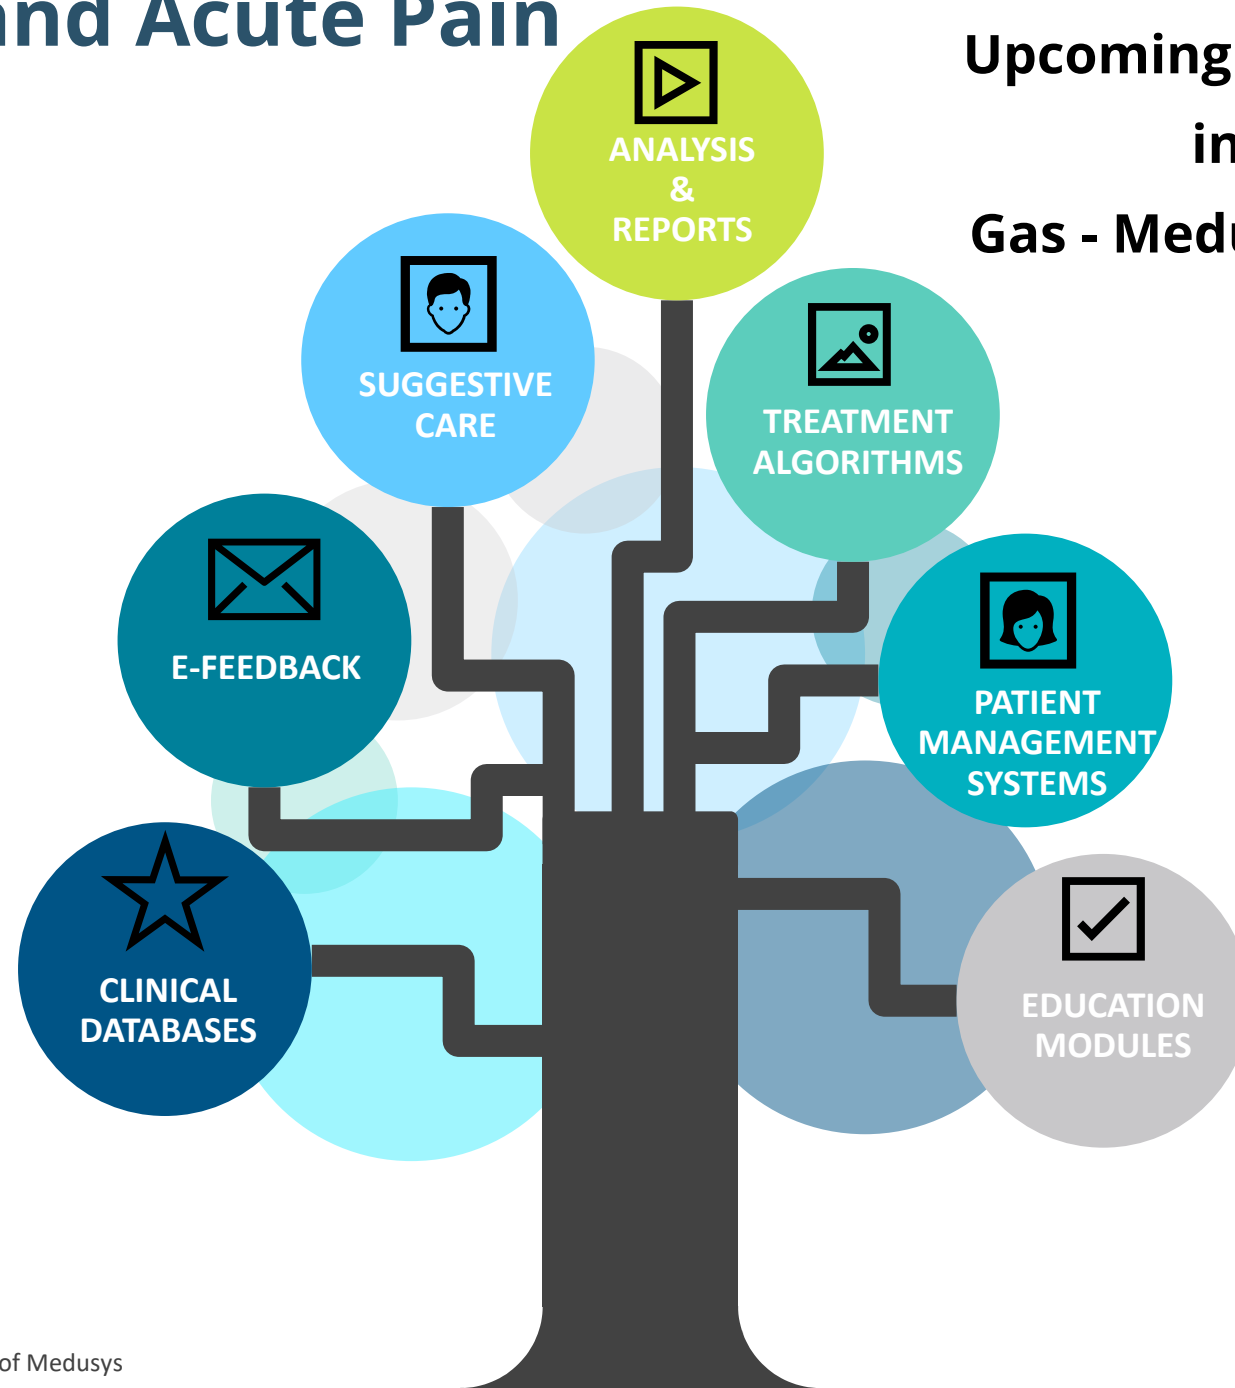 and Acute Pain
Upcoming
in
Gas - Medu
ANALYSIS
&
REPORTS
SUGGESTIVE
CARE
TREATMENT
ALGORITHMS
E-FEEDBACK
PATIENT
MANAGEMENT
SYSTEMS
CLINICAL
DATABASES
EDUCATION
MODULES
of Medusys